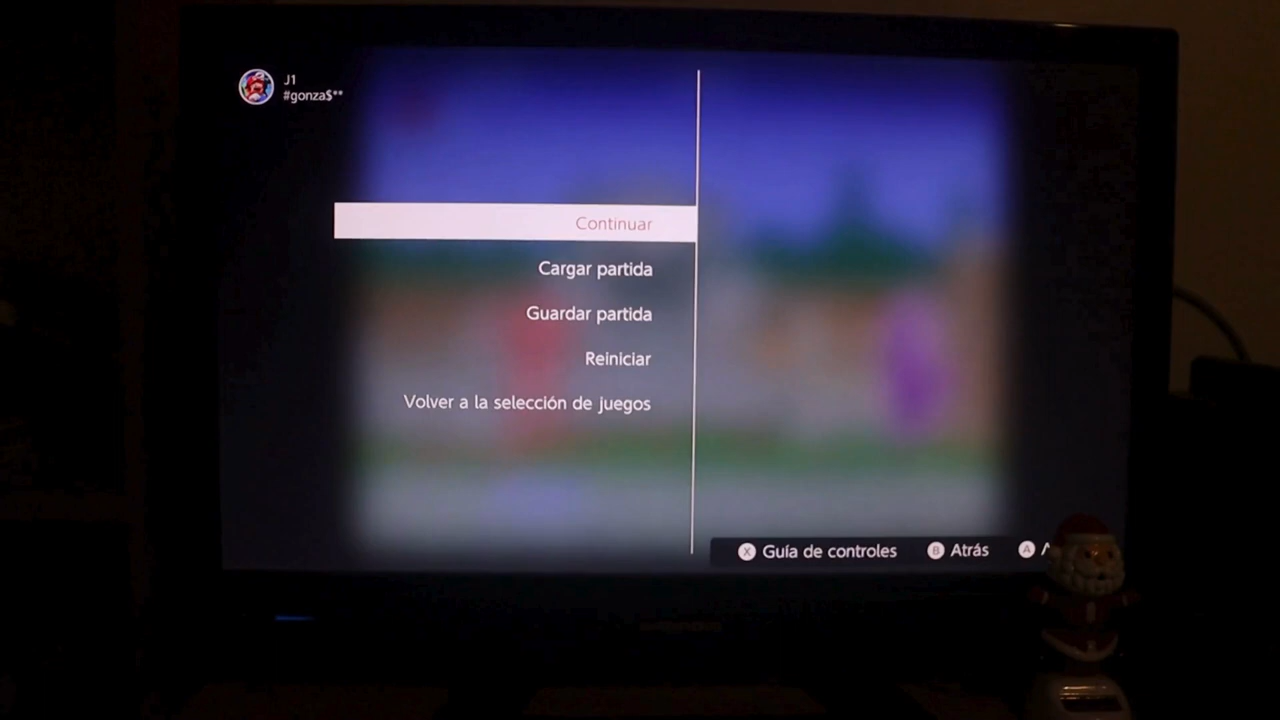 J1
#gonza$**
Continuar
Cargar partida
Guardar partida
Reiniciar
Volver a la selección de juegos
X Guía de controles B Atrás A